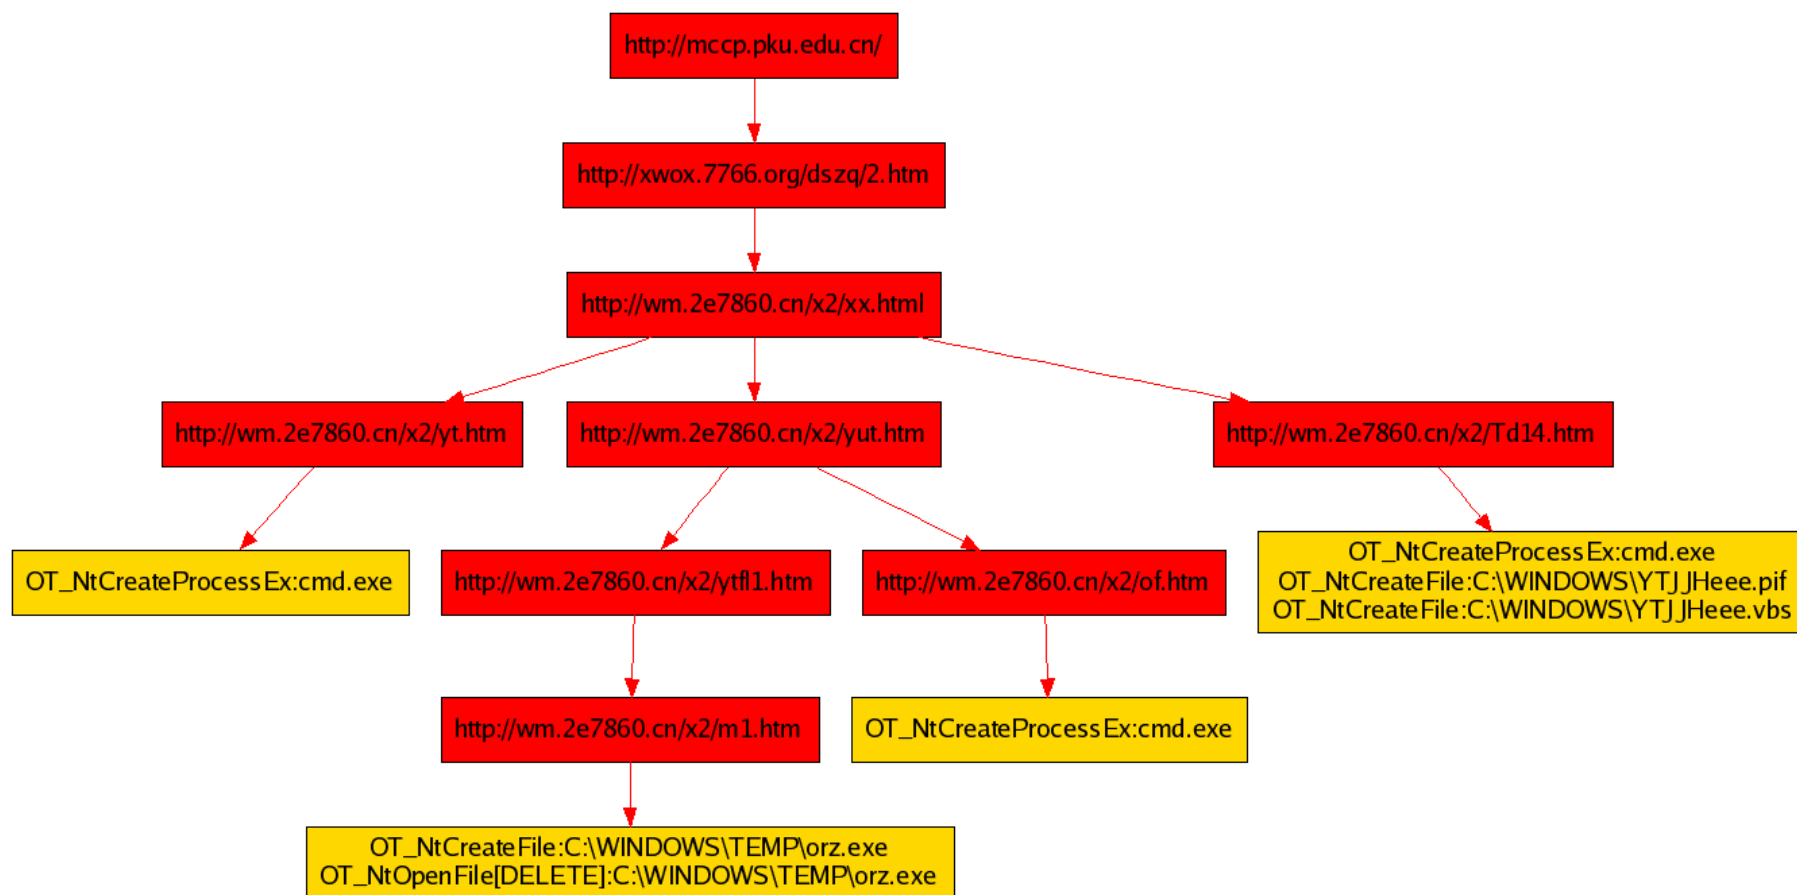 http://mccp.pku.edu.cn/
http://xwox.7766.org/dszq/2.htm
http://wm.2e7860.cn/x2/xx.html
http://wm.2e7860.cn/x2/yt.htm
http://wm.2e7860.cn/x2/yut.htm
http://wm.2e7860.cn/x2/Td14.htm
OT_NtCreateProcessEx:cmd.exe
http://wm.2e7860.cn/x2/ytfl1.htm
http://wm.2e7860.cn/x2/of.htm
OT_NtCreateProcessEx:cmd.exe
OT_NtCreateFile:C:\WINDOWS\YTJJHeee.pif
OT_NtCreateFile:C:\WINDOWS\YTJJHeee.vbs
http://wm.2e7860.cn/x2/m1.htm
OT_NtCreateProcessEx:cmd.exe
OT_NtCreateFile:C:\WINDOWS\TEMP\orz.exe
OT_NtOpenFile[DELETE]:C:\WINDOWS\TEMP\orz.exe